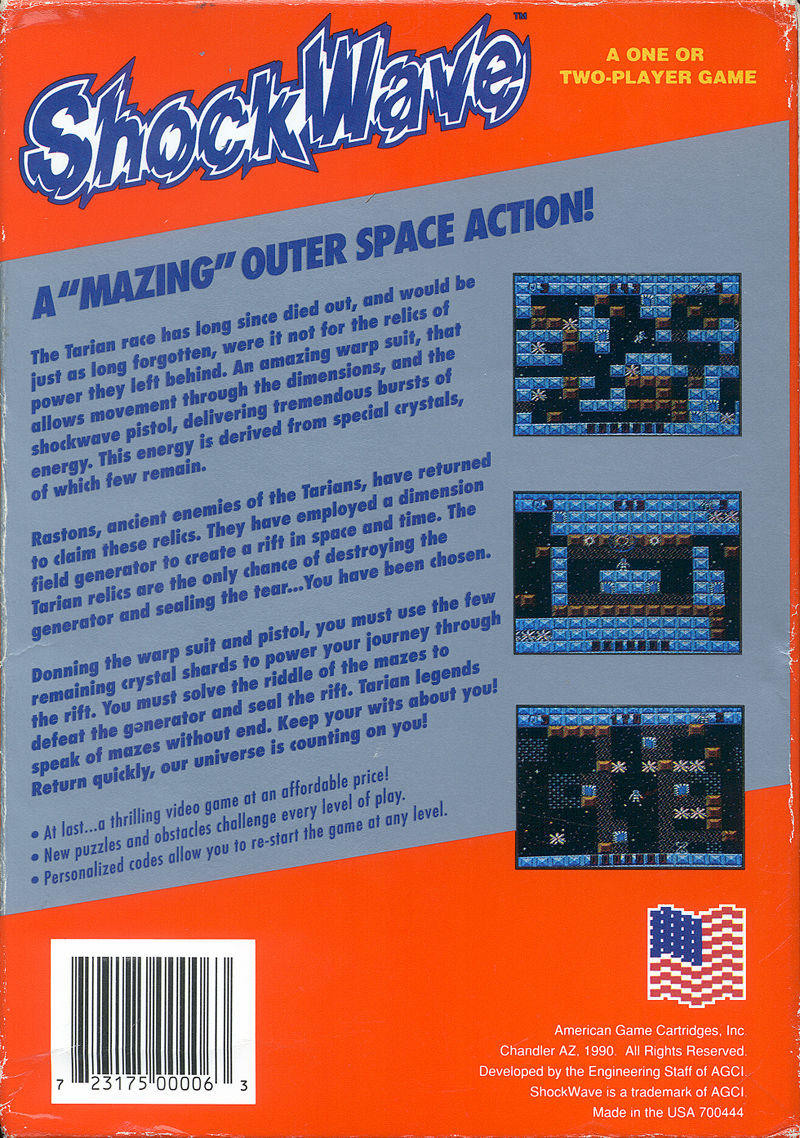 ShockWave™
A ONE OR
TWO-PLAYER GAME
A "MAZING" OUTER SPACE ACTION!
The Tarian race has long since died out, and would be
just as long forgotten, were it not for the relics of
power they left behind. An amazing warp suit, that
allows movement through the dimensions, and the
shockwave pistol, delivering tremendous bursts of
energy. This energy is derived from special crystals,
of which few remain.
Rastons, ancient enemies of the Tarians, have returned
to claim these relics. They have employed a dimension
field generator to create a rift in space and time. The
Tarian relics are the only chance of destroying the
generator and sealing the tear...You have been chosen.
Donning the warp suit and pistol, you must use the few
remaining crystal shards to power your journey through
the rift. You must solve the riddle of the mazes to
defeat the generator and seal the rift. Tarian legends
speak of mazes without end. Keep your wits about you!
Return quickly, our universe is counting on you!
• At last...a thrilling video game at an affordable price!
• New puzzles and obstacles challenge every level of play.
• Personalized codes allow you to re-start the game at any level.
7 23175 00006 3
American Game Cartridges, Inc.
Chandler AZ. 1990. All Rights Reserved.
Developed by the Engineering Staff of AGCI.
ShockWave is a trademark of AGCI.
Made in the USA 700444